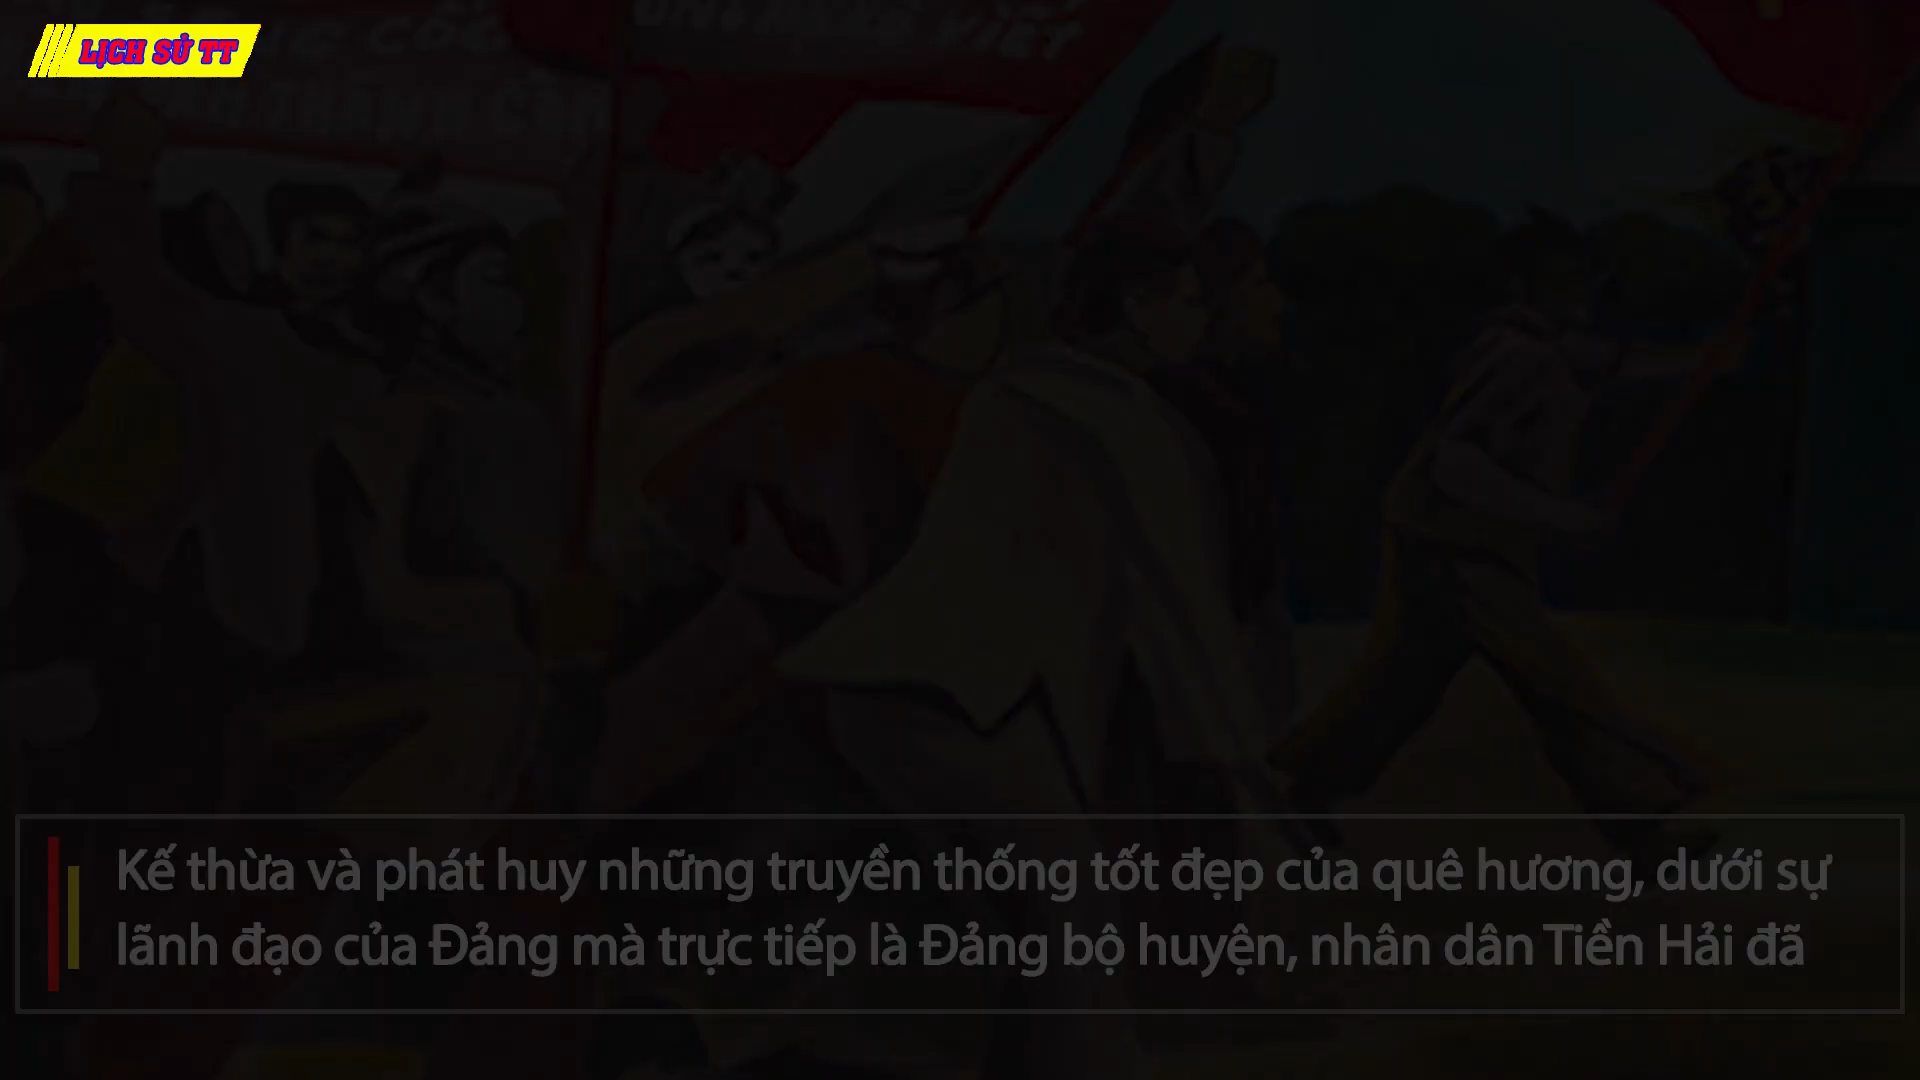 LỊCH SỬ TT
Kế thừa và phát huy những truyền thống tốt đẹp của quê hương, dưới sự
lãnh đạo của Đảng mà trực tiếp là Đảng bộ huyện, nhân dân Tiền Hải đã